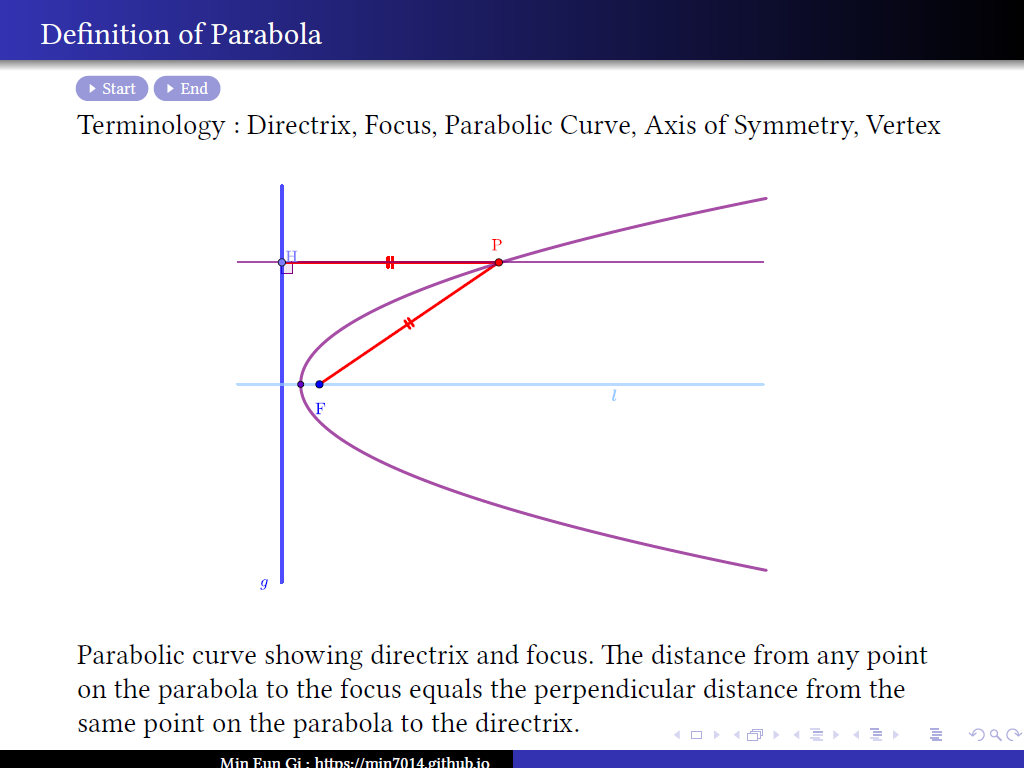 Definition of Parabola
Start End
Terminology : Directrix, Focus, Parabolic Curve, Axis of Symmetry, Vertex
P
H
l
F
g
Parabolic curve showing directrix and focus. The distance from any point
on the parabola to the focus equals the perpendicular distance from the
same point on the parabola to the directrix.
Min Eun Gi : https://min7014.github.io